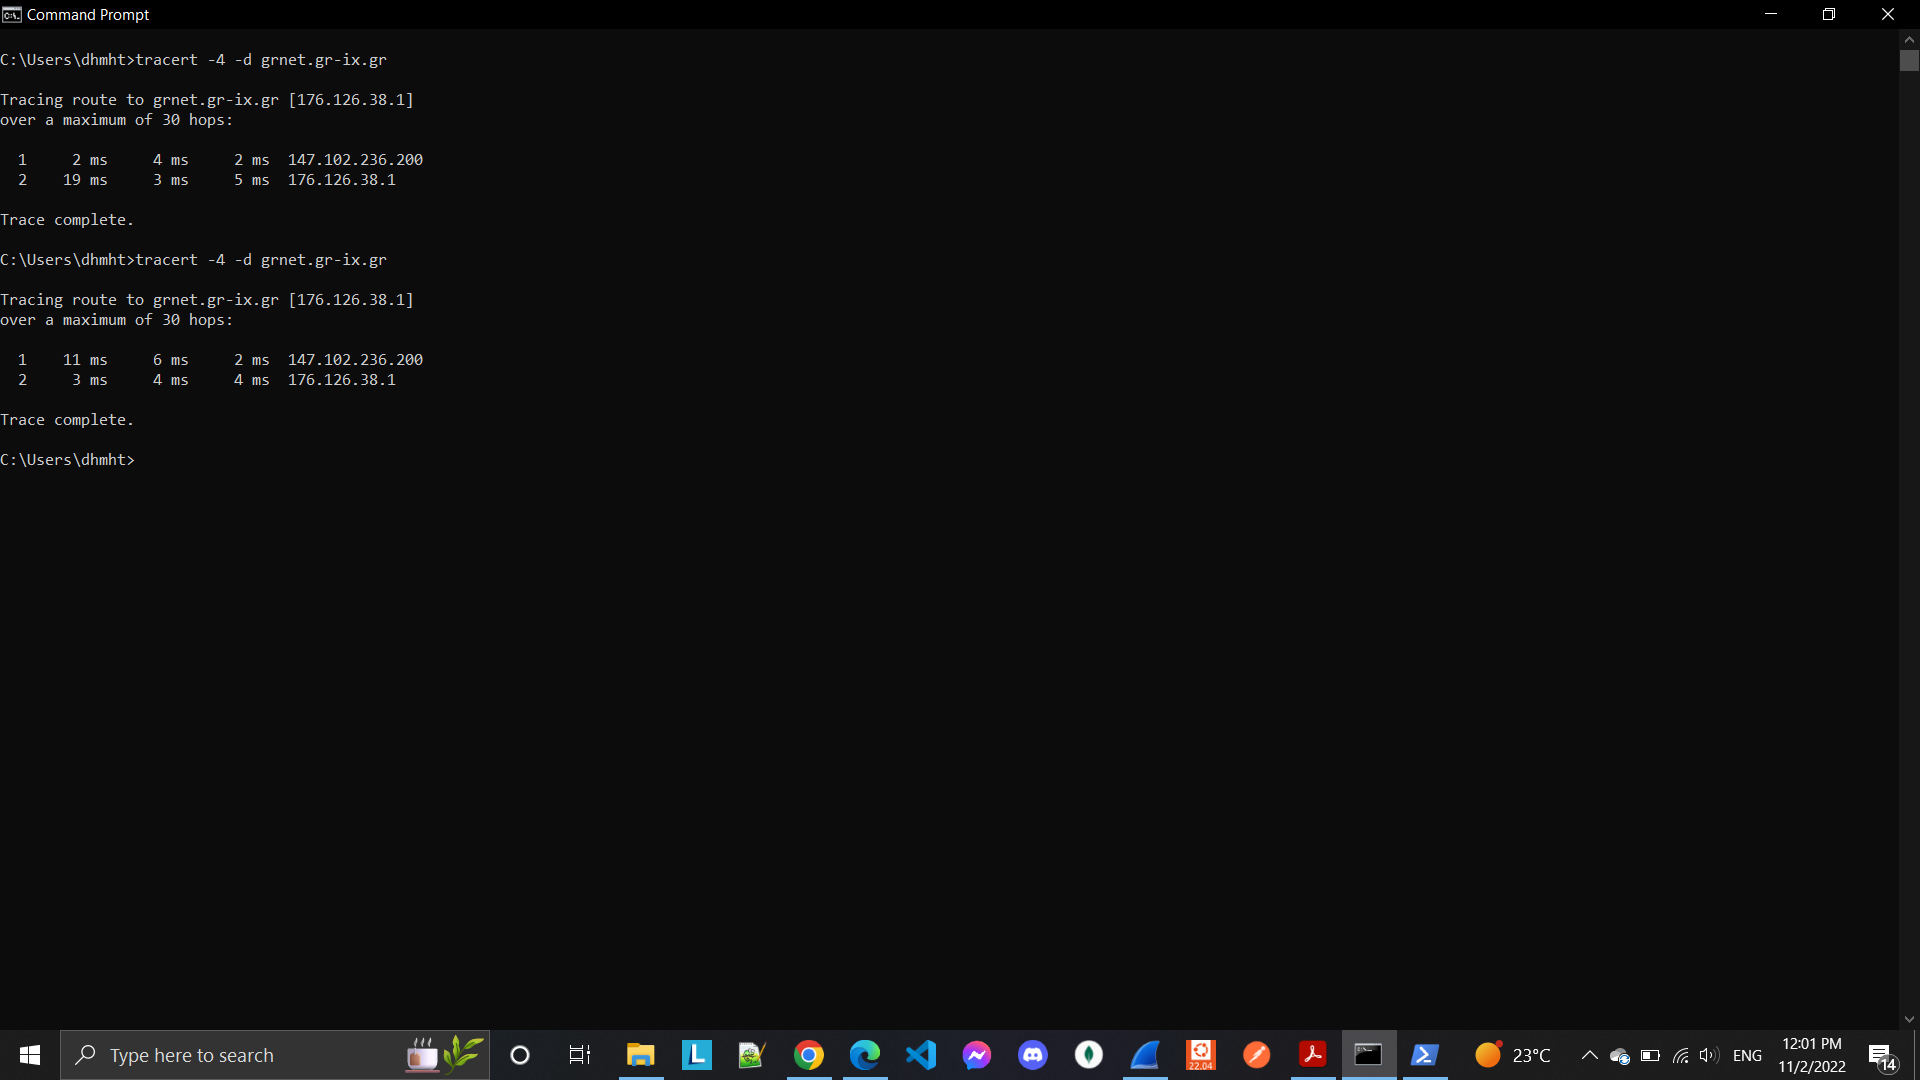 Command Prompt
C:\Users\dhmht>tracert -4 -d grnet.gr-ix.gr
Tracing route to grnet.gr-ix.gr [176.126.38.1]
over a maximum of 30 hops:
1 2 ms 4 ms 2 ms 147.102.236.200
2 19 ms 3 ms 5 ms 176.126.38.1
Trace complete.
C:\Users\dhmht>tracert -4 -d grnet.gr-ix.gr
Tracing route to grnet.gr-ix.gr [176.126.38.1]
over a maximum of 30 hops:
1 11 ms 6 ms 2 ms 147.102.236.200
2 3 ms 4 ms 4 ms 176.126.38.1
Trace complete.
C:\Users\dhmht>
Type here to search
L
22.04
23°C
ENG
12:01 PM
11/2/2022
14